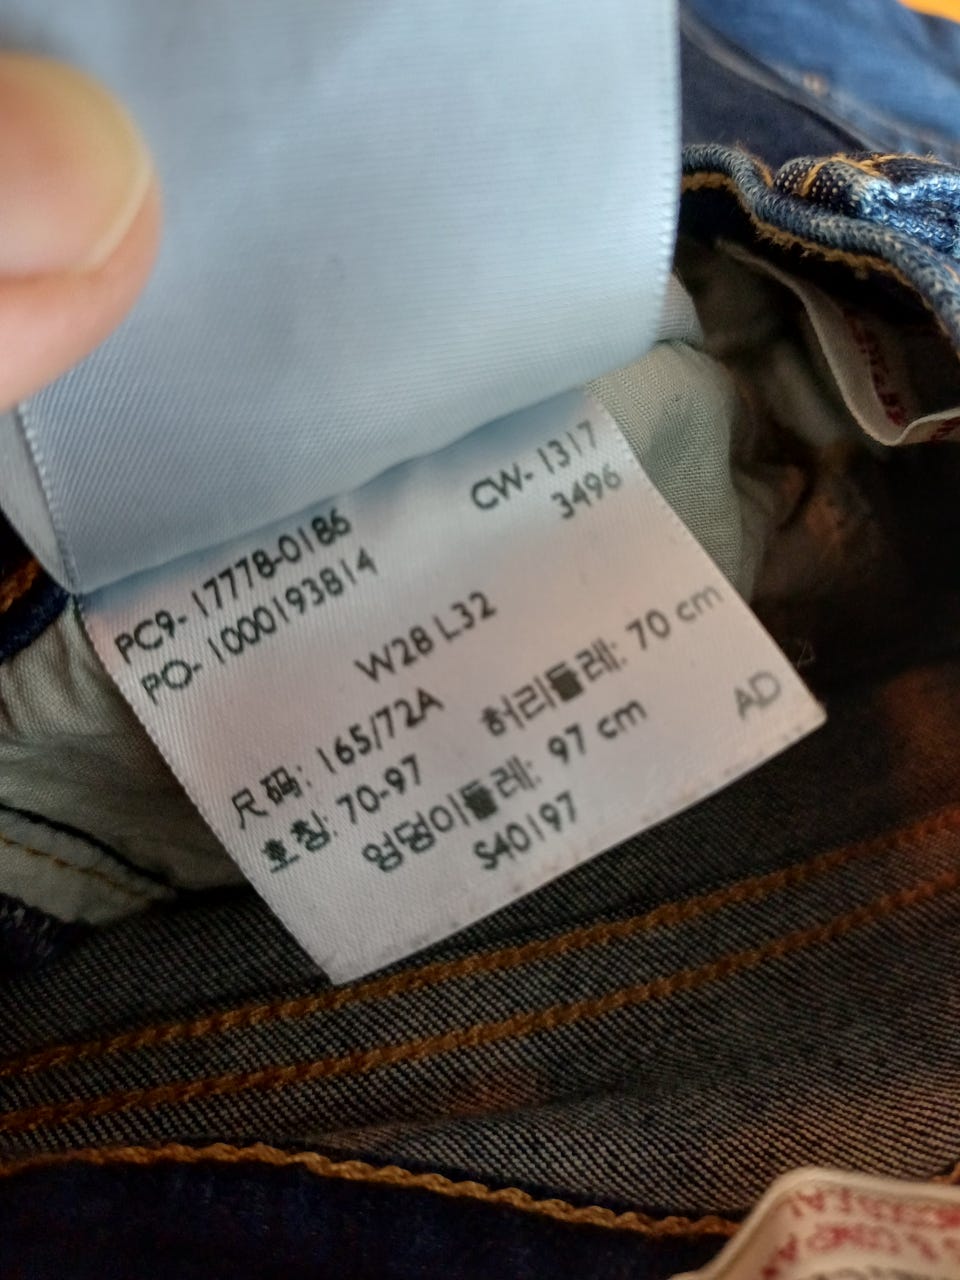 PC9- 17778-0186 CW- 1317
PO- 1000193814 3496
W28 L32
尺码: 165/72A
호칭: 70-97 허리둘레: 70 cm
엉덩이둘레: 97 cm AD
S40197